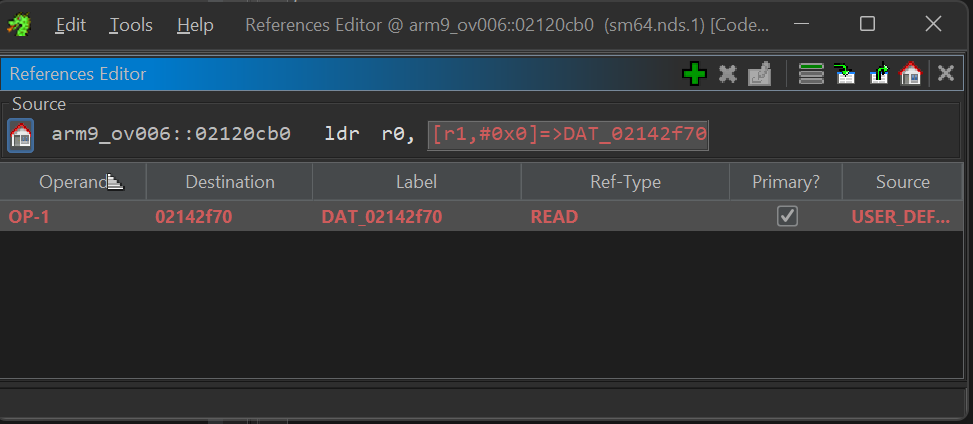 Edit Tools Help References Editor @ arm9_ov006::02120cb0 (sm64.nds.1) [Code...
References Editor
Source
arm9_ov006::02120cb0 ldr r0, [r1,#0x0]=>DAT_02142f70
Operand Destination Label Ref-Type Primary? Source
OP-1 02142f70 DAT_02142f70 READ USER_DEF...